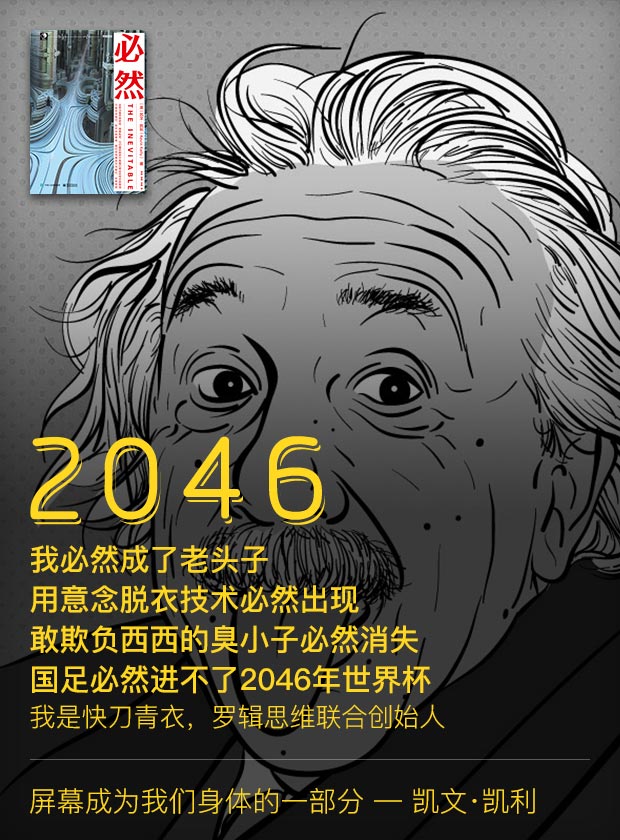 必然
THE INEVITABLE
2046
我必然成了老头子
用意念脱衣技术必然出现
敢欺负西西的臭小子必然消失
国足必然进不了2046年世界杯
我是快刀青衣，罗辑思维联合创始人
屏幕成为我们身体的一部分 — 凯文·凯利